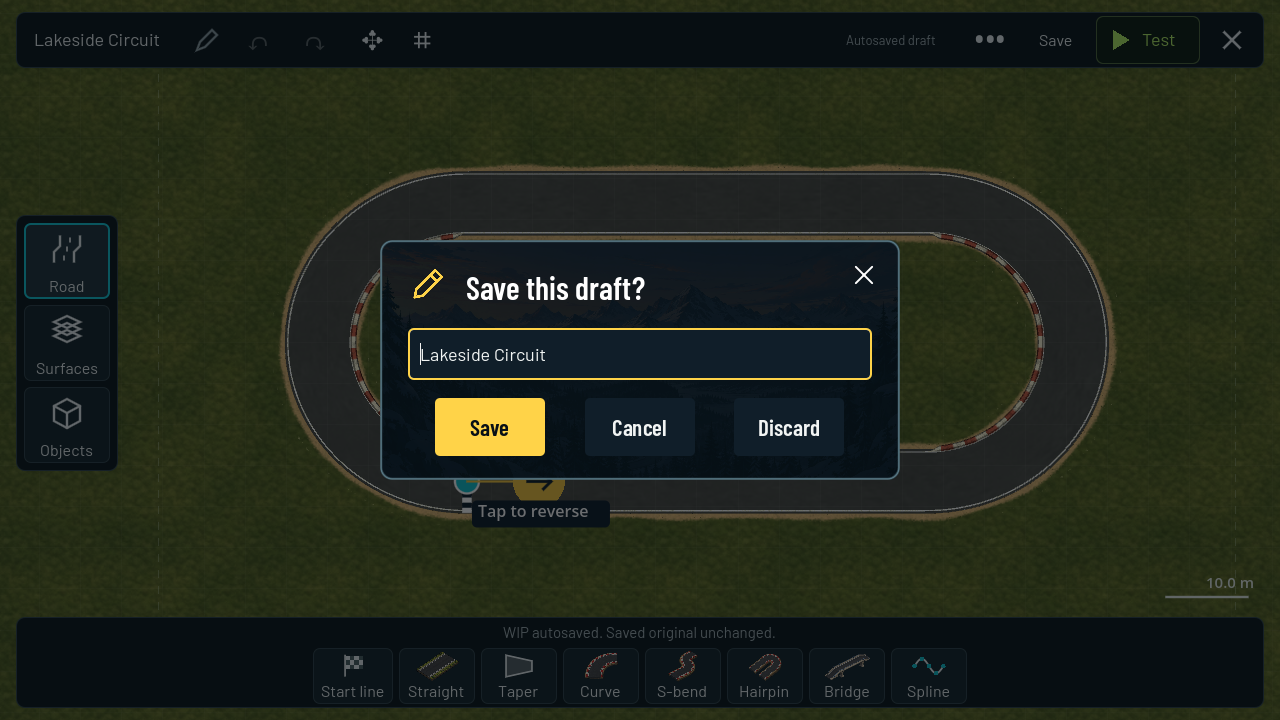 Lakeside Circuit
Autosaved draft
Save
Test
Road
Surfaces
Objects
Save this draft?
Lakeside Circuit
Save
Cancel
Discard
Tap to reverse
10.0 m
WIP autosaved. Saved original unchanged.
Start line
Straight
Taper
Curve
S-bend
Hairpin
Bridge
Spline